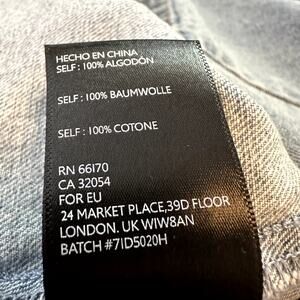 HECHO EN CHINA
SELF : 100% ALGODÓN
SELF : 100% BAUMWOLLE
SELF : 100% COTONE
RN 66170
CA 32054
FOR EU
24 MARKET PLACE,39D FLOOR
LONDON. UK WIW8AN
BATCH #71D5020H